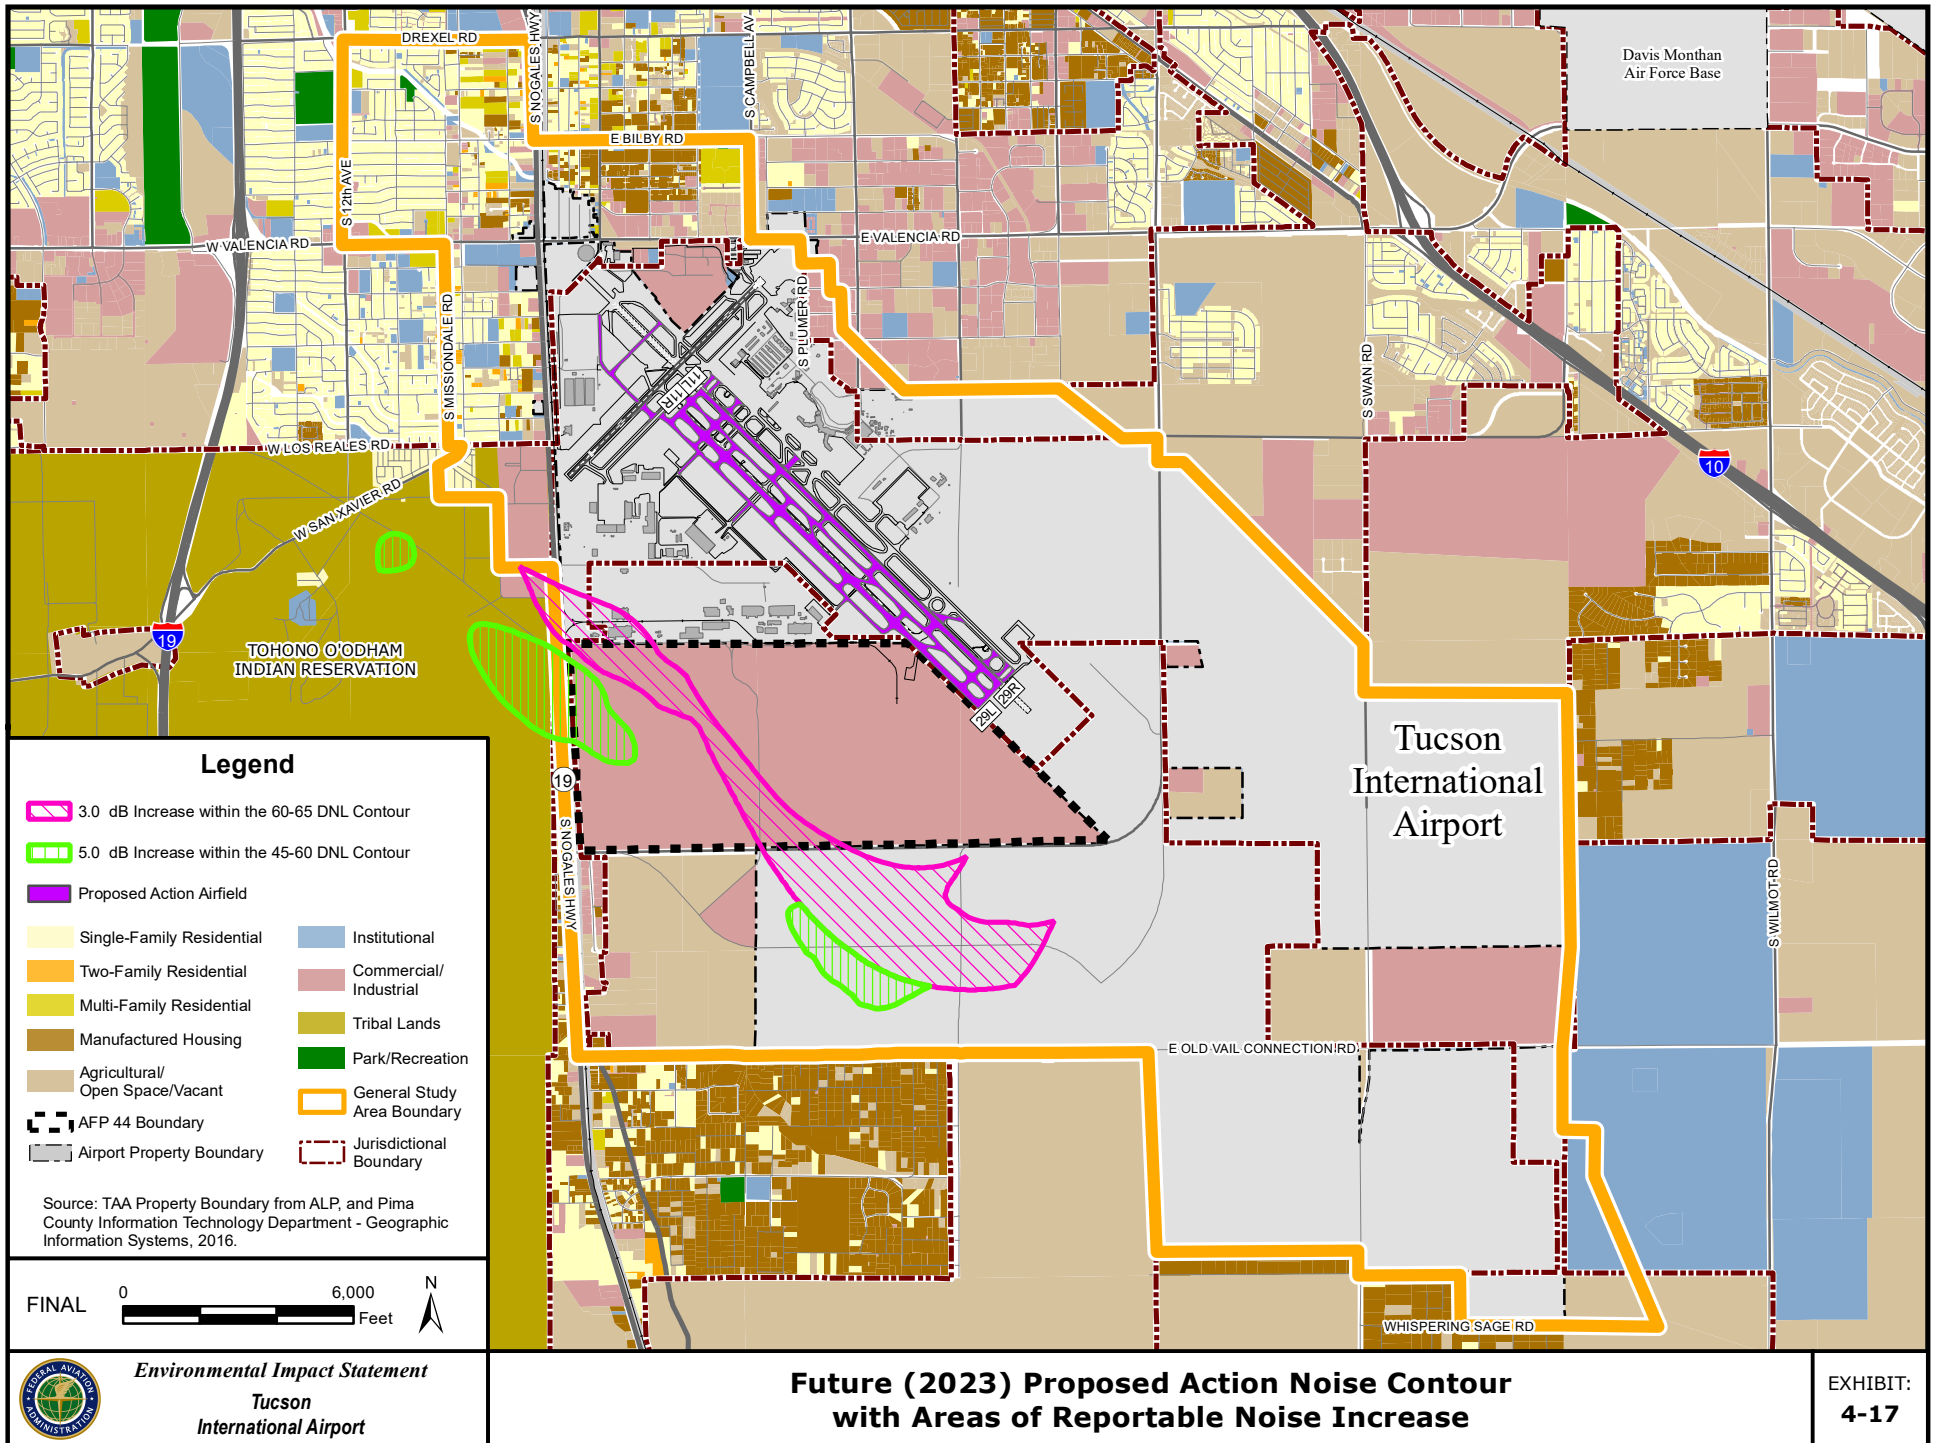 DREXEL RD
S NOGALES HWY
S CAMPBELL AV
Davis Monthan
Air Force Base
E BILBY RD
S 12th AVE
W VALENCIA RD
E VALENCIA RD
S MISSIONDALE RD
S PLUMER RD
11L
11R
S SWAN RD
W LOS REALES RD
10
W SAN XAVIER RD
19
TOHONO O'ODHAM
INDIAN RESERVATION
29R
29L
Tucson
International
Airport
19
S NOGALES HWY
S WILMOT RD
E OLD VAIL CONNECTION RD
WHISPERING SAGE RD
Legend
3.0 dB Increase within the 60-65 DNL Contour
5.0 dB Increase within the 45-60 DNL Contour
Proposed Action Airfield
Single-Family Residential
Two-Family Residential
Multi-Family Residential
Manufactured Housing
Agricultural/
Open Space/Vacant
AFP 44 Boundary
Airport Property Boundary
Institutional
Commercial/
Industrial
Tribal Lands
Park/Recreation
General Study
Area Boundary
Jurisdictional
Boundary
Source: TAA Property Boundary from ALP, and Pima
County Information Technology Department - Geographic
Information Systems, 2016.
FINAL
0 6,000
Feet
N
FEDERAL AVIATION
ADMINISTRATION
Environmental Impact Statement
Tucson
International Airport
Future (2023) Proposed Action Noise Contour
with Areas of Reportable Noise Increase
EXHIBIT:
4-17